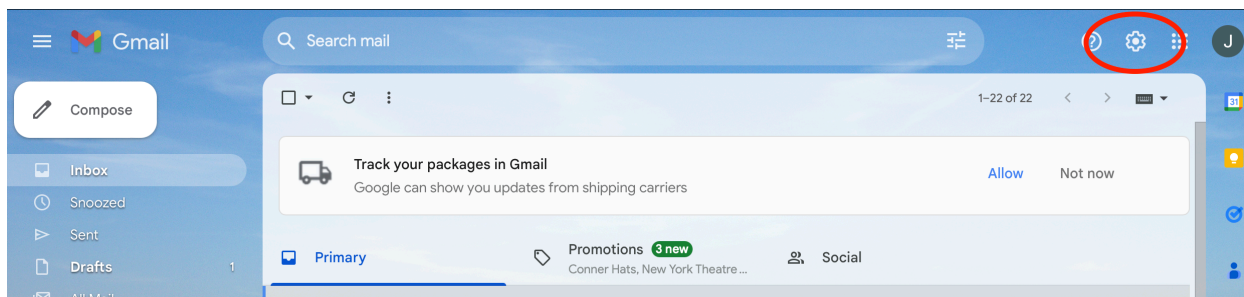 Gmail
Search mail
J
Compose
1–22 of 22
31
Track your packages in Gmail
Google can show you updates from shipping carriers
Allow
Not now
Inbox
Snoozed
Sent
Drafts 1
Primary
Promotions 3 new
Conner Hats, New York Theatre...
Social